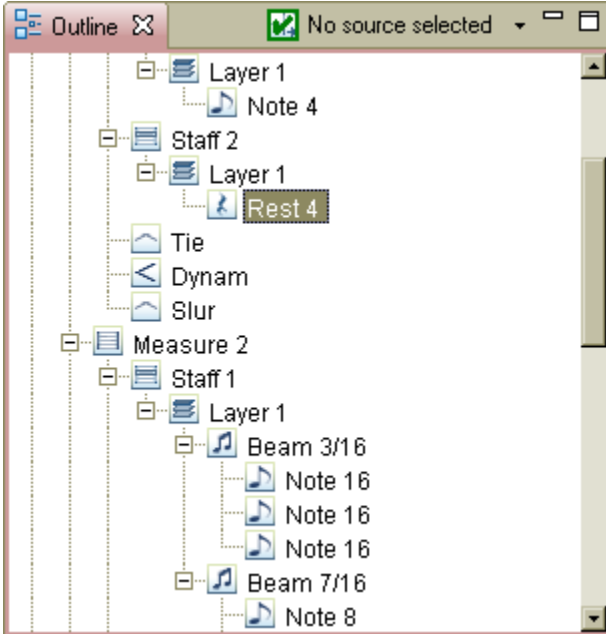 Outline No source selected
Layer 1
Note 4
Staff 2
Layer 1
Rest 4
Tie
Dynam
Slur
Measure 2
Staff 1
Layer 1
Beam 3/16
Note 16
Note 16
Note 16
Beam 7/16
Note 8